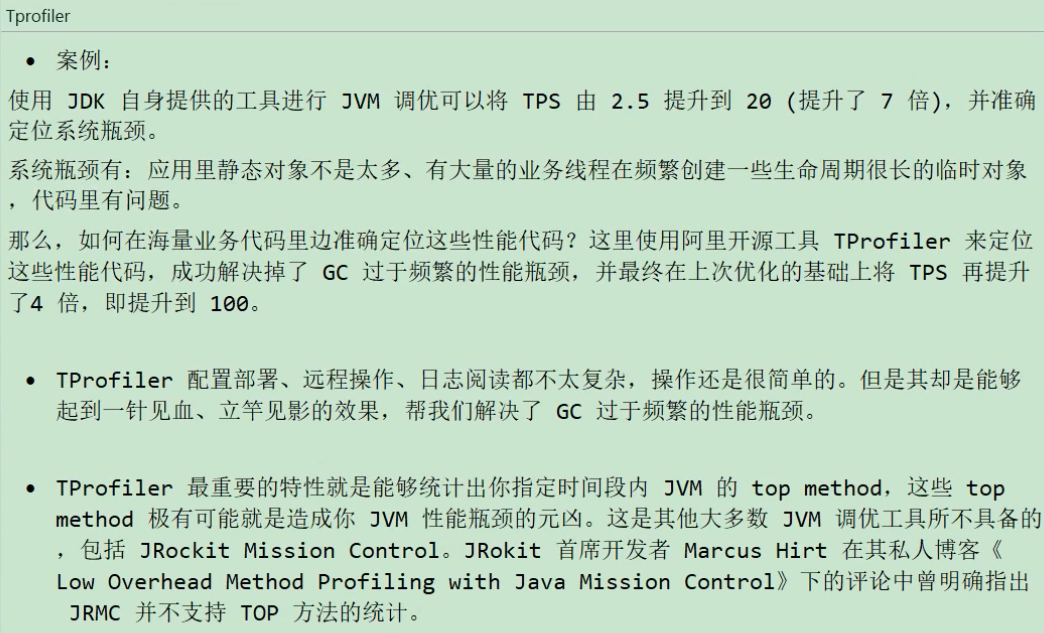 Tprofiler
• 案例：
使用 JDK 自身提供的工具进行 JVM 调优可以将 TPS 由 2.5 提升到 20 (提升了 7 倍)，并准确
定位系统瓶颈。
系统瓶颈有：应用里静态对象不是太多、有大量的业务线程在频繁创建一些生命周期很长的临时对象
，代码里有问题。
那么，如何在海量业务代码里边准确定位这些性能代码？这里使用阿里开源工具 TProfiler 来定位
这些性能代码，成功解决掉了 GC 过于频繁的性能瓶颈，并最终在上次优化的基础上将 TPS 再提升
了4 倍，即提升到 100。
• TProfiler 配置部署、远程操作、日志阅读都不太复杂，操作还是很简单的。但是其却是能够
起到一针见血、立竿见影的效果，帮我们解决了 GC 过于频繁的性能瓶颈。
• TProfiler 最重要的特性就是能够统计出你指定时间段内 JVM 的 top method，这些 top
method 极有可能就是造成你 JVM 性能瓶颈的元凶。这是其他大多数 JVM 调优工具所不具备的
，包括 JRockit Mission Control。JRokit 首席开发者 Marcus Hirt 在其私人博客《
Low Overhead Method Profiling with Java Mission Control》下的评论中曾明确指出
JRMC 并不支持 TOP 方法的统计。